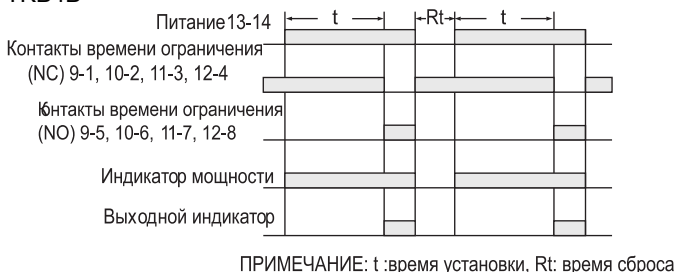 Питание13-14
t
Rt
t
Контакты времени ограничения
(NC) 9-1, 10-2, 11-3, 12-4
Контакты времени ограничения
(NO) 9-5, 10-6, 11-7, 12-8
Индикатор мощности
Выходной индикатор
ПРИМЕЧАНИЕ: t :время установки, Rt: время сброса